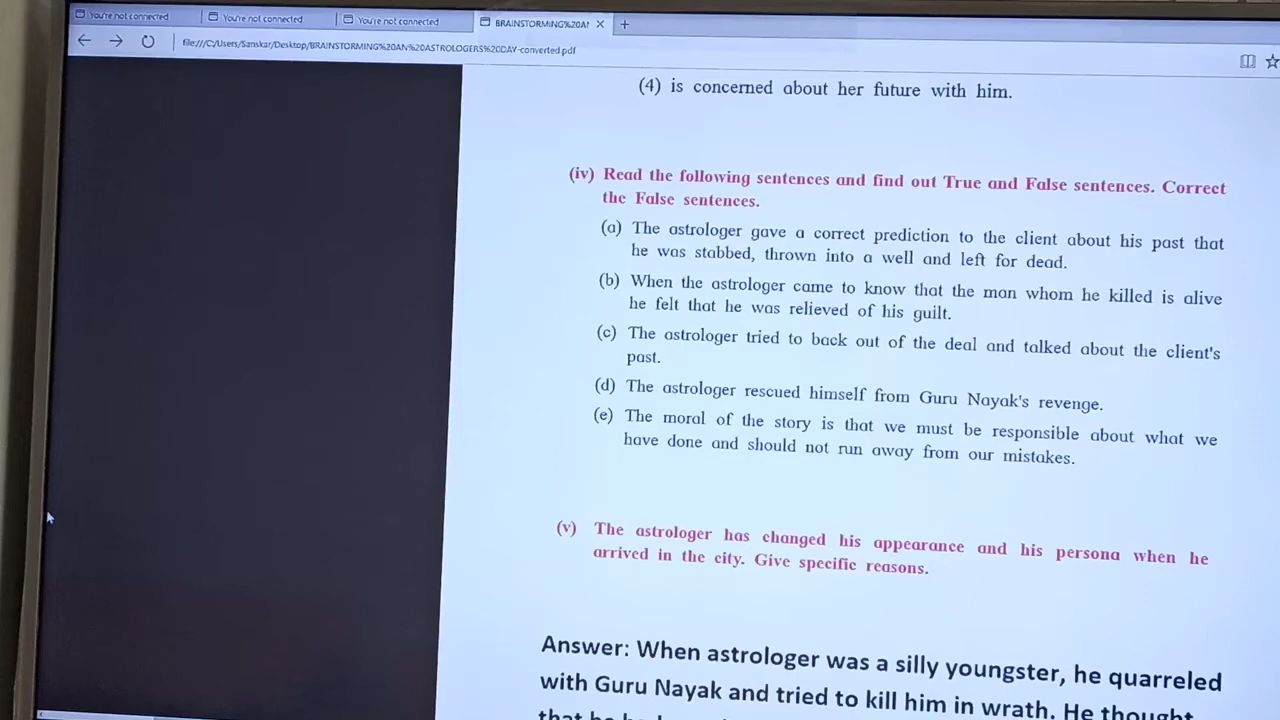 You're not connected
You're not connected
You're not connected
BRAINSTORMING%20A
file:///C:/Users/Sanskar/Desktop/BRAINSTORMING%20AN%20ASTROLOGERS%20DAY-converted.pdf
(4) is concerned about her future with him.
(iv) Read the following sentences and find out True and False sentences. Correct
the False sentences.
(a) The astrologer gave a correct prediction to the client about his past that
he was stabbed, thrown into a well and left for dead.
(b) When the astrologer came to know that the man whom he killed is alive
he felt that he was relieved of his guilt.
(c) The astrologer tried to back out of the deal and talked about the client's
past.
(d) The astrologer rescued himself from Guru Nayak's revenge.
(e) The moral of the story is that we must be responsible about what we
have done and should not run away from our mistakes.
(v) The astrologer has changed his appearance and his persona when he
arrived in the city. Give specific reasons.
Answer: When astrologer was a silly youngster, he quarreled
with Guru Nayak and tried to kill him in wrath. He thought
that he